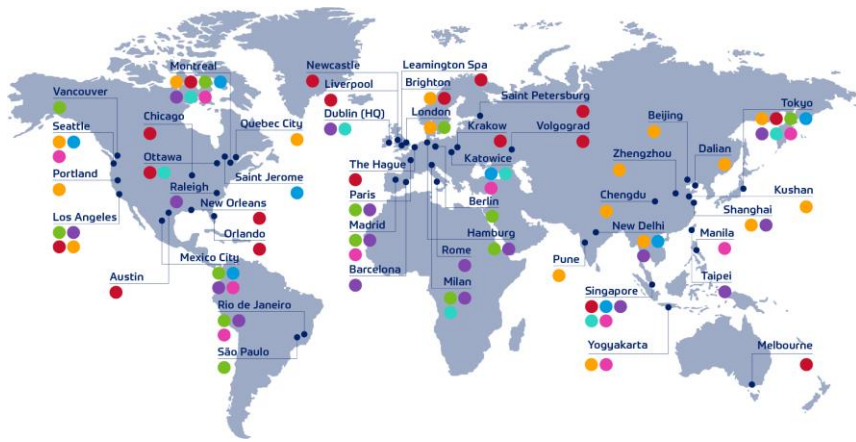 Montreal
Vancouver
Chicago
Seattle
Quebec City
Ottawa
Portland
Saint Jerome
Raleigh
New Orleans
Los Angeles
Orlando
Mexico City
Austin
Rio de Janeiro
São Paulo
Newcastle
Leamington Spa
Liverpool
Brighton
Dublin (HQ)
London
Saint Petersburg
Krakow
Volgograd
The Hague
Katowice
Paris
Berlin
Madrid
Hamburg
Rome
Barcelona
Milan
Beijing
Tokyo
Zhengzhou
Dalian
Chengdu
Kushan
Shanghai
New Delhi
Manila
Pune
Taipei
Singapore
Yogyakarta
Melbourne